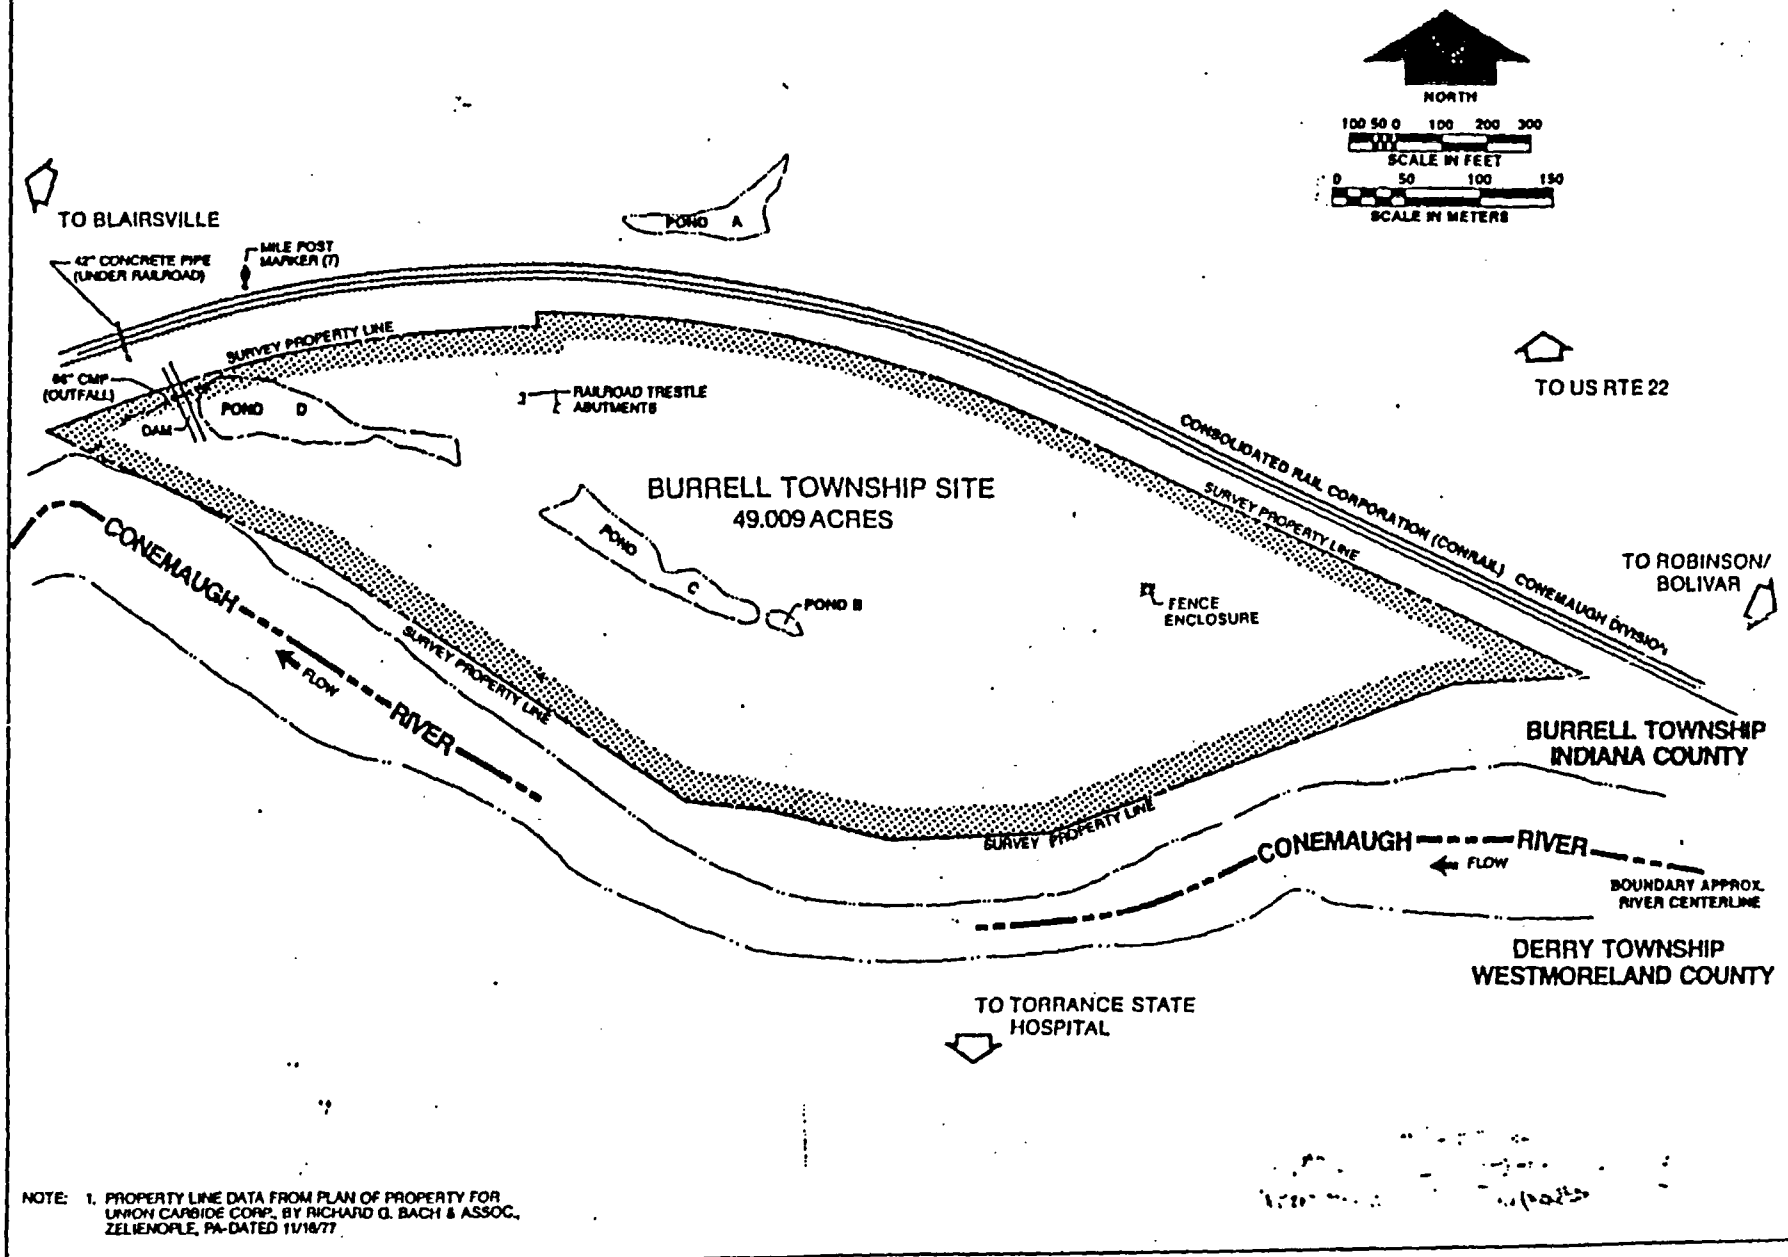 NORTH
100 50 0 100 200 300
SCALE IN FEET
0 50 100 150
SCALE IN METERS
TO BLAIRSVILLE
42" CONCRETE PIPE
(UNDER RAILROAD)
MILE POST
MARKER (7)
POND A
SURVEY PROPERTY LINE
CMP
(OUTFALL)
DAM
POND D
RAILROAD TRESTLE
ABUTMENTS
TO US RTE 22
CONSOLIDATED RAIL CORPORATION (CONRAIL) CONEMAUGH DIVISION
SURVEY PROPERTY LINE
BURRELL TOWNSHIP SITE
49.009 ACRES
POND C
POND B
FENCE
ENCLOSURE
TO ROBINSON/
BOLIVAR
CONEMAUGH RIVER
FLOW
SURVEY PROPERTY LINE
BURRELL TOWNSHIP
INDIANA COUNTY
SURVEY PROPERTY LINE
CONEMAUGH RIVER
FLOW
BOUNDARY APPROX.
RIVER CENTERLINE
DERRY TOWNSHIP
WESTMORELAND COUNTY
TO TORRANCE STATE
HOSPITAL
NOTE: 1. PROPERTY LINE DATA FROM PLAN OF PROPERTY FOR
UNION CARBIDE CORP., BY RICHARD G. BACH & ASSOC.,
ZELIENOPLE, PA-DATED 11/18/77